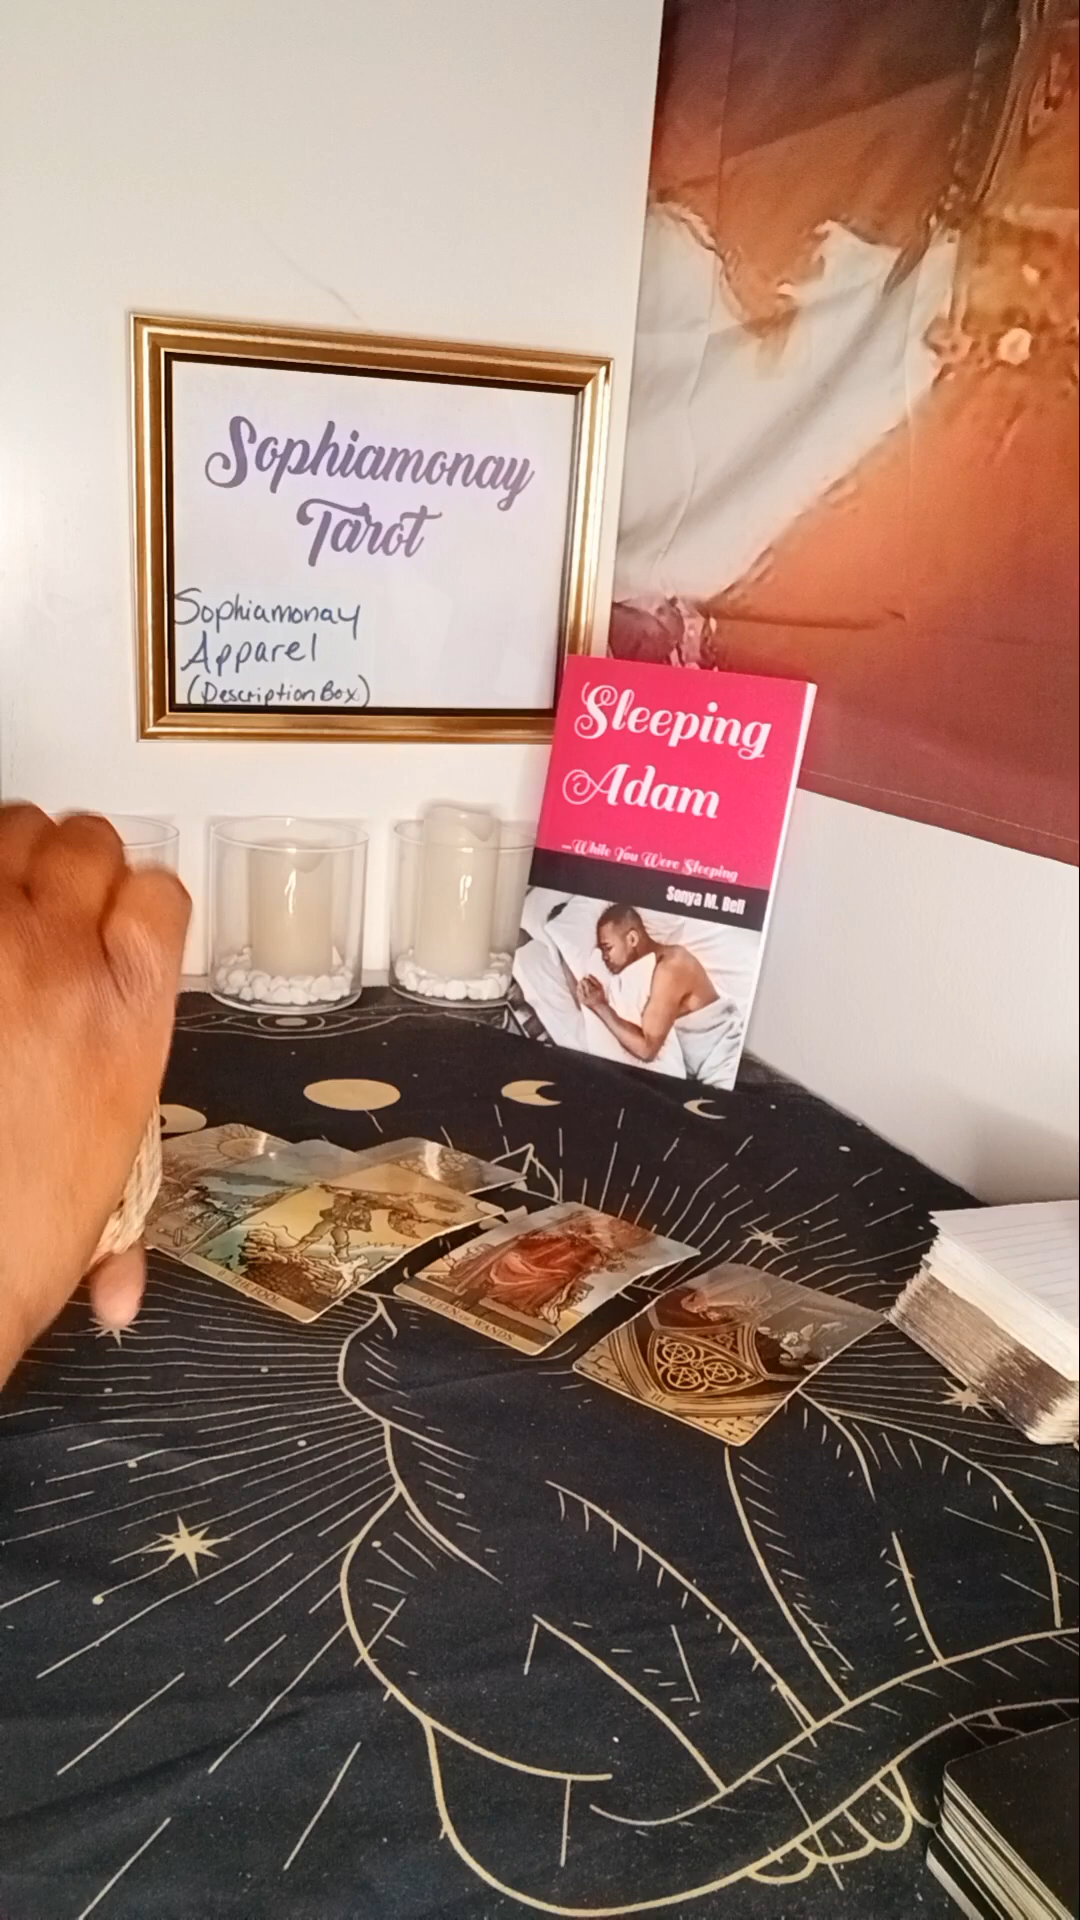 Sophiamonay
Tarot
Sophiamonay
Apparel
(Description Box)
Sleeping
Adam
...While You Were Sleeping
Sonya M. Bell
THE FOOL
QUEEN OF WANDS
III